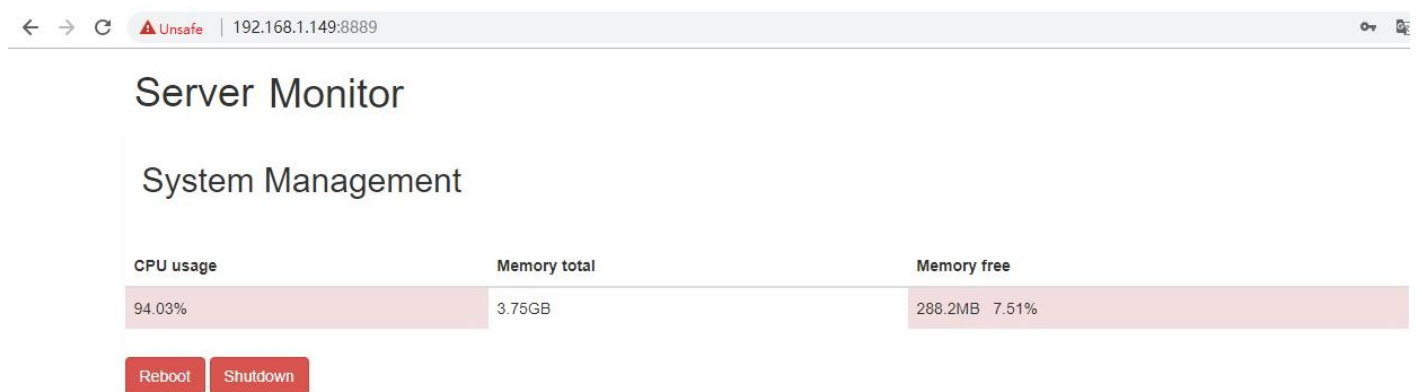 Unsafe 192.168.1.149:8889
Server Monitor
System Management
CPU usage Memory total Memory free
94.03% 3.75GB 288.2MB 7.51%
Reboot Shutdown